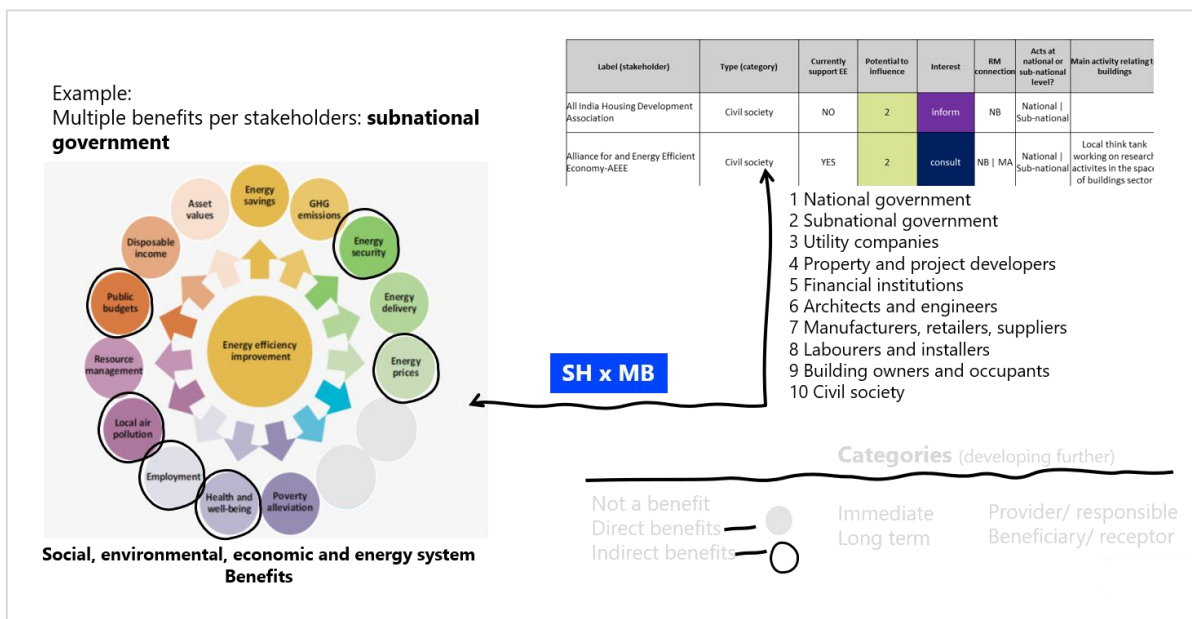 Example:
Multiple benefits per stakeholders: subnational
government
Energy
savings
GHG
emissions
Energy
security
Energy
delivery
Energy
prices
Poverty
alleviation
Health and
well-being
Employment
Local air
pollution
Resource
management
Public
budgets
Disposable
income
Asset
values
Energy efficiency
improvement
Social, environmental, economic and energy system
Benefits
SH x MB
Label (stakeholder)
Type (category)
Currently
support EE
Potential to
influence
Interest
RM
connection
Acts at
national or
sub-national
level?
Main activity relating t
buildings
All India Housing Development
Association
Civil society
NO
2
inform
NB
National |
Sub-national
Alliance for and Energy Efficient
Economy-AEEE
Civil society
YES
2
consult
NB | MA
National |
Sub-national
Local think tank
working on research
activites in the space
of buildings sector
1 National government
2 Subnational government
3 Utility companies
4 Property and project developers
5 Financial institutions
6 Architects and engineers
7 Manufacturers, retailers, suppliers
8 Labourers and installers
9 Building owners and occupants
10 Civil society
Categories (developing further)
Not a benefit
Direct benefits
Indirect benefits
Immediate
Long term
Provider/ responsible
Beneficiary/ receptor